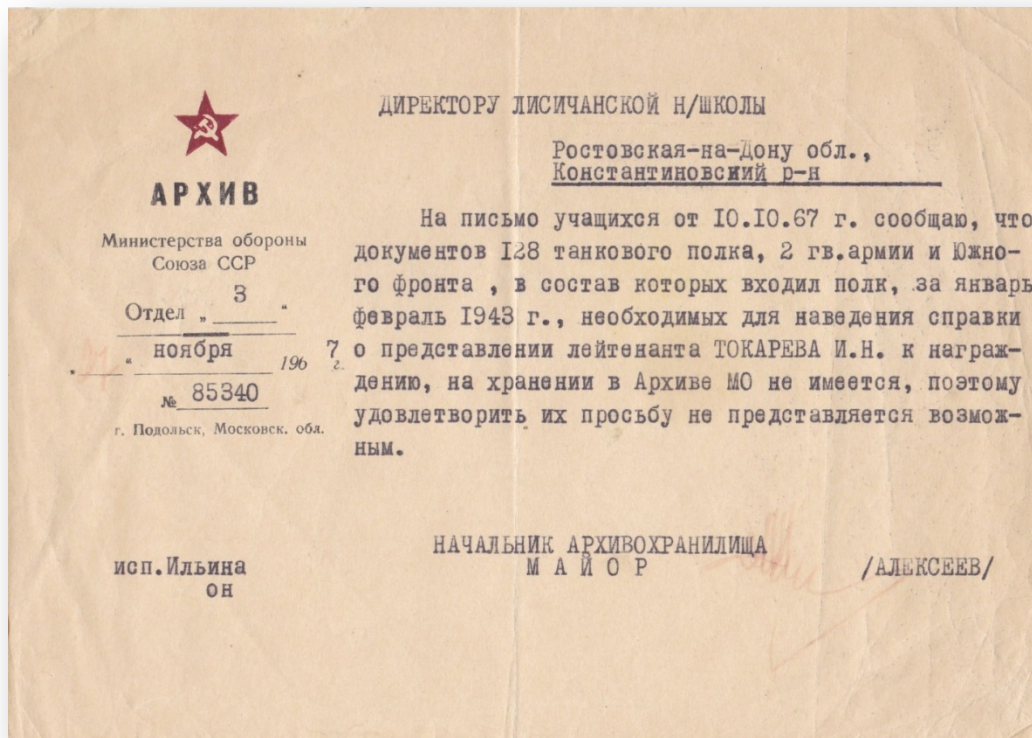 АРХИВ
Министерства обороны
Союза ССР
Отдел „ 3 “
" ноября 1967 г.
№ 85340
г. Подольск, Московск. обл.
ДИРЕКТОРУ ЛИСИЧАНСКОЙ Н/ШКОЛЫ
Ростовская-на-Дону обл.,
Константиновский р-н
На письмо учащихся от 10.10.67 г. сообщаю, что
документов 128 танкового полка, 2 гв.армии и Южно-
го фронта , в состав которых входил полк, за январь
февраль 1943 г., необходимых для наведения справки
о представлении лейтенанта ТОКАРЕВА И.Н. к награж-
дению, на хранении в Архиве МО не имеется, поэтому
удовлетворить их просьбу не представляется возмож-
ным.
НАЧАЛЬНИК АРХИВОХРАНИЛИЩА
М А Й О Р /АЛЕКСЕЕВ/
исп.Ильина
он